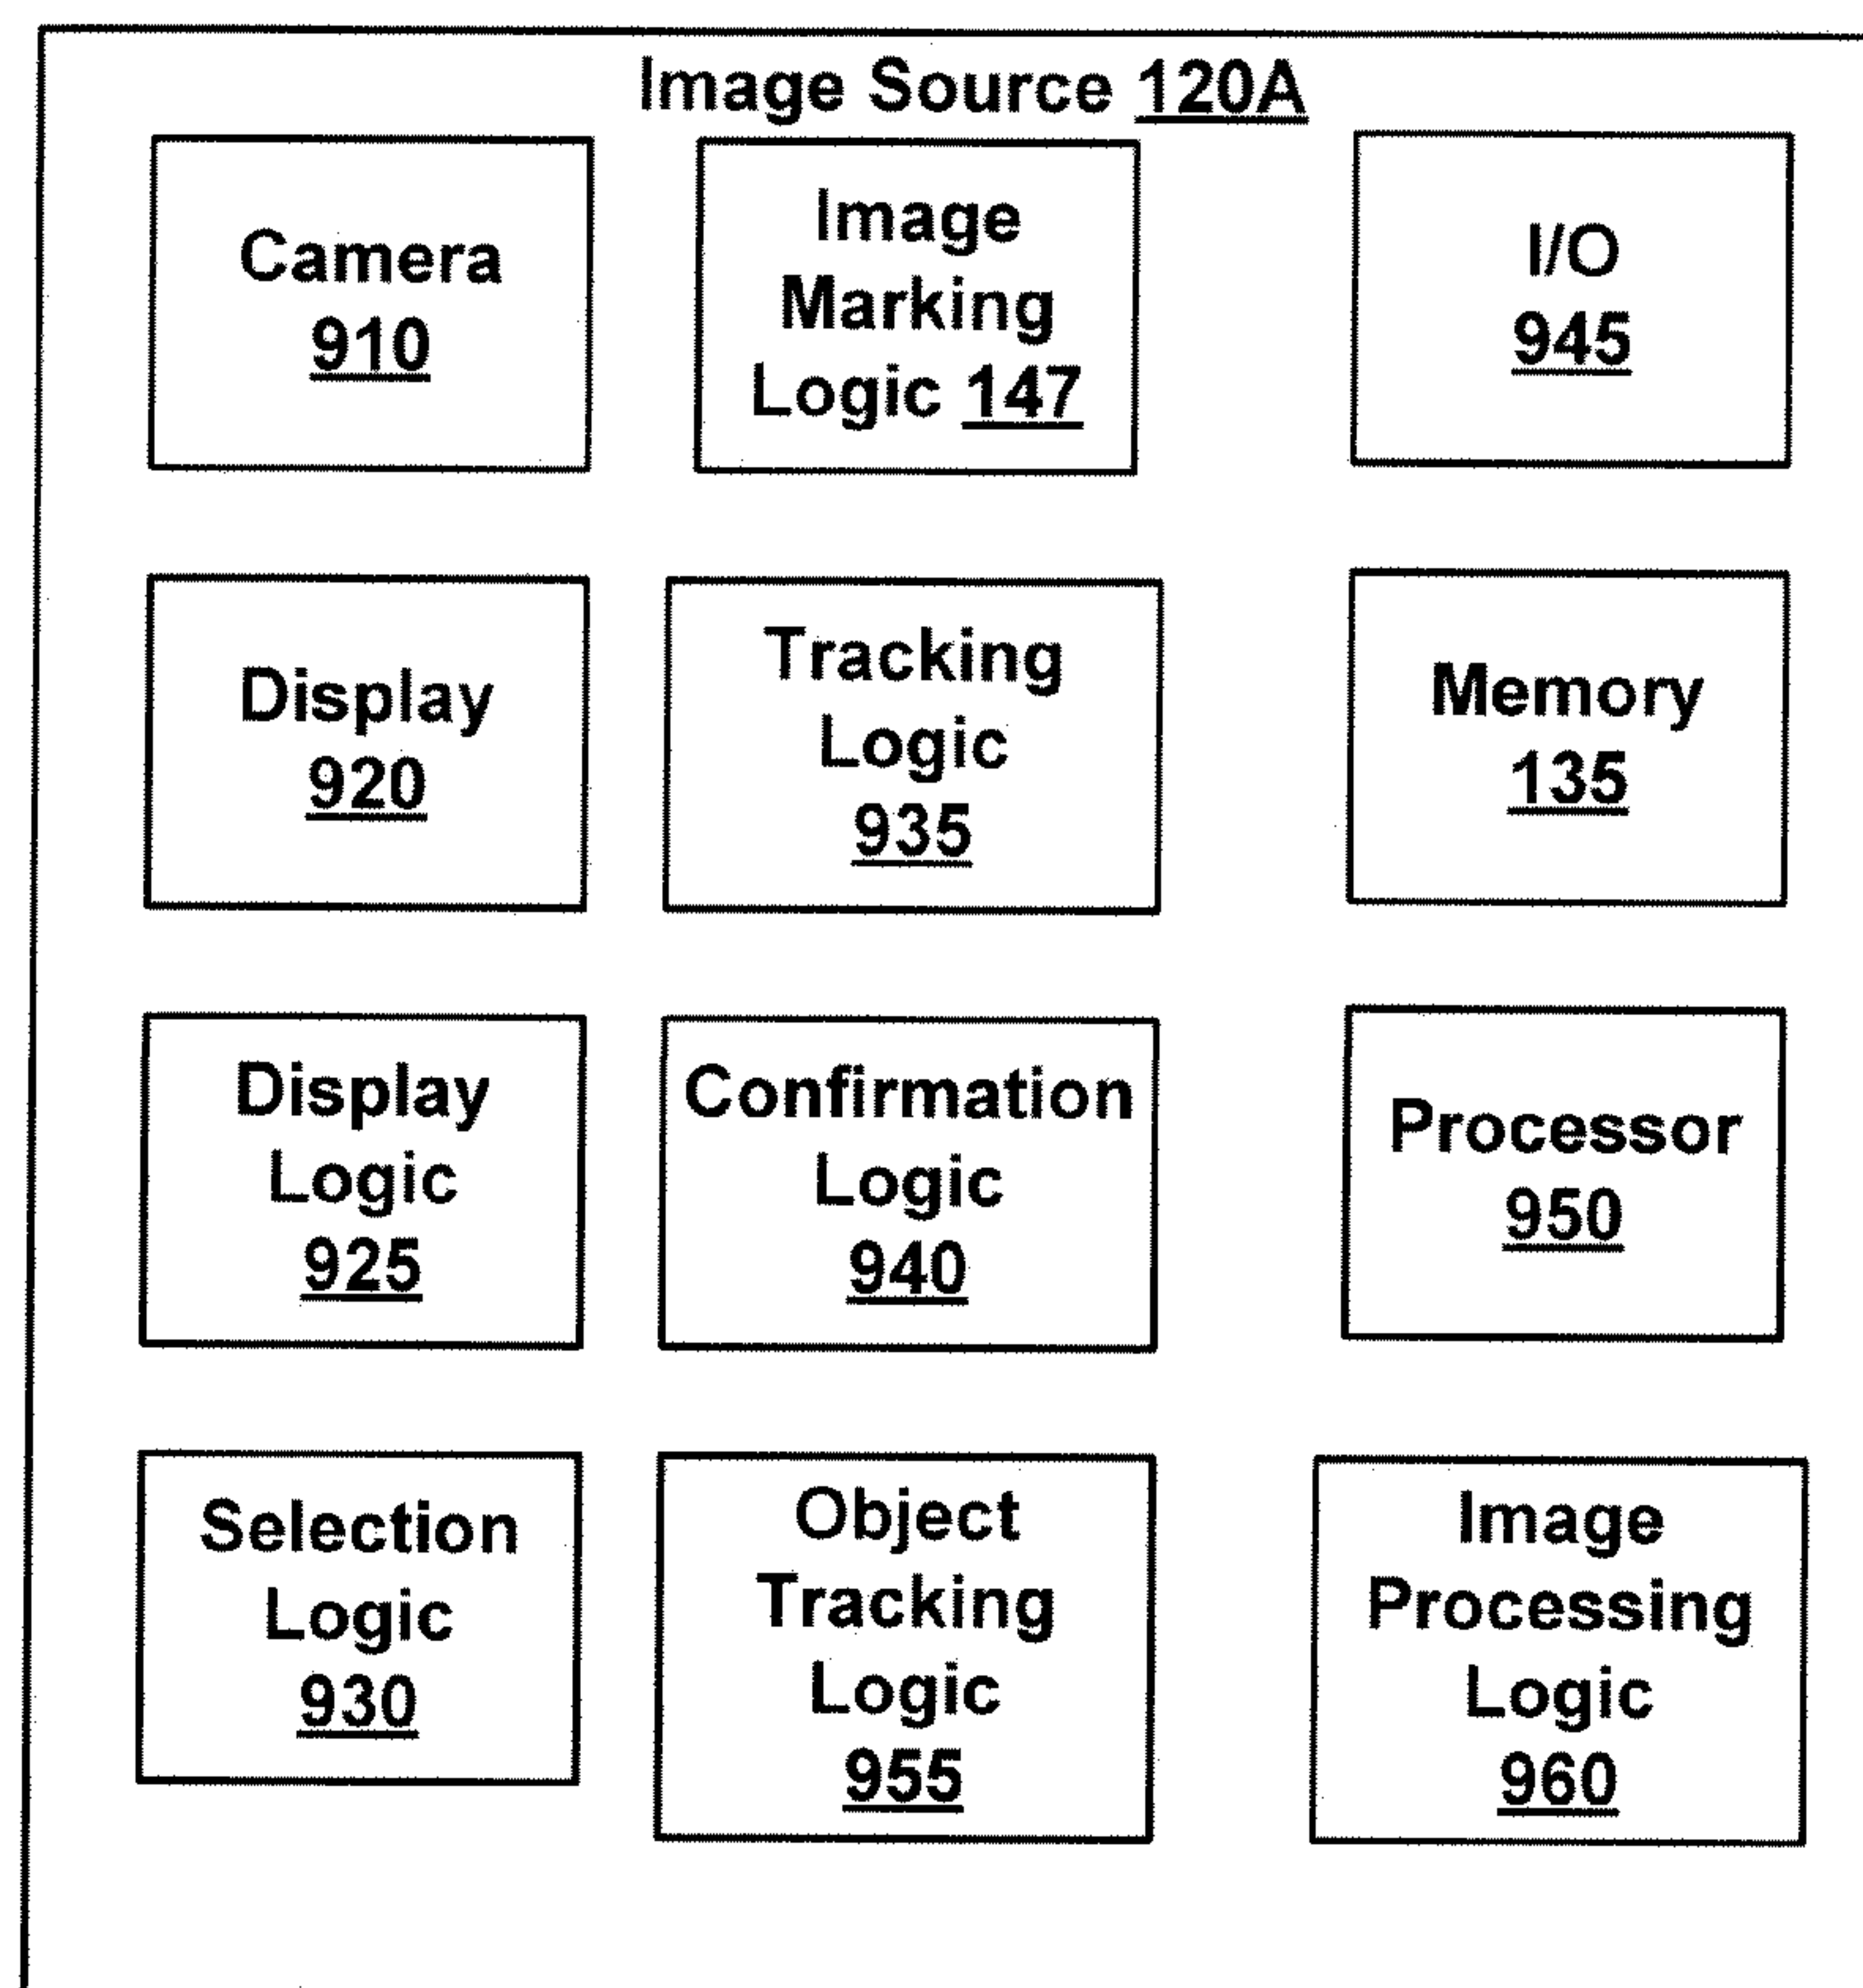 Image Source 120A
Camera
910
Image
Marking
Logic 147
I/O
945
Display
920
Tracking
Logic
935
Memory
135
Display
Logic
925
Confirmation
Logic
940
Processor
950
Selection
Logic
930
Object
Tracking
Logic
955
Image
Processing
Logic
960